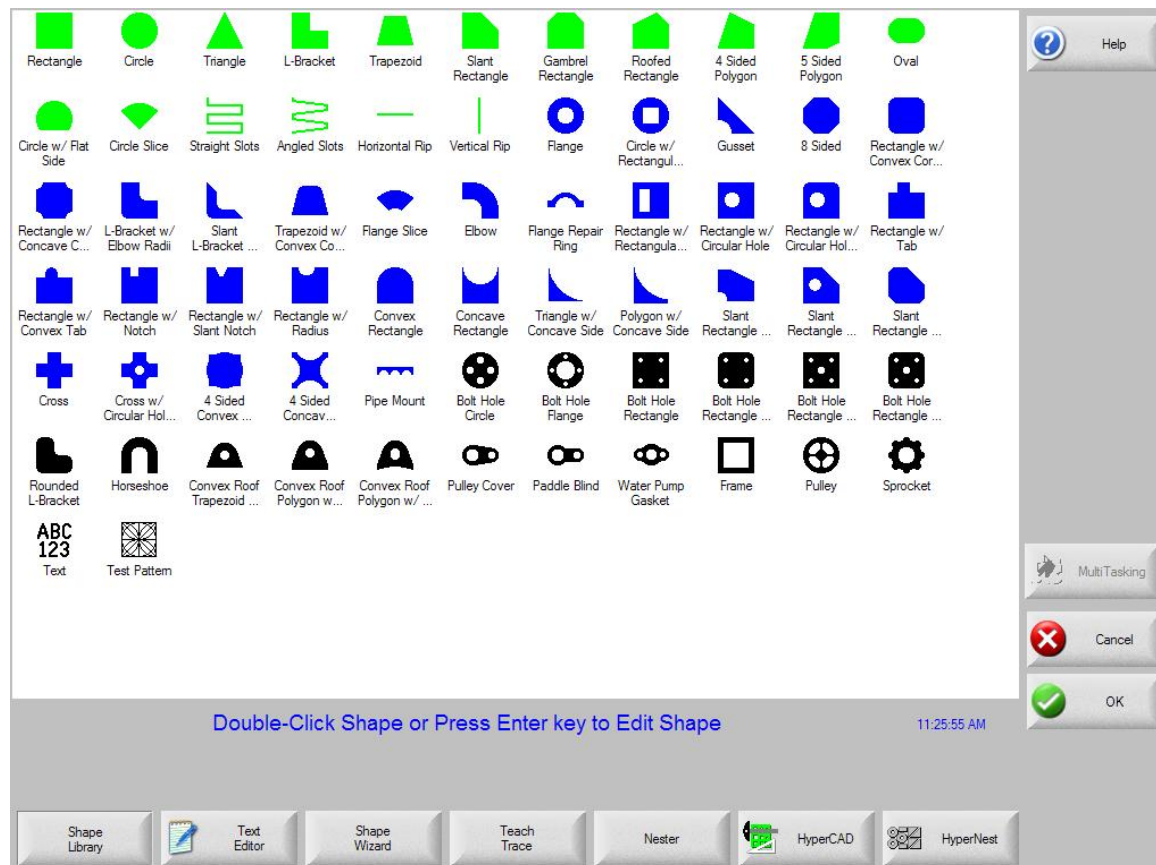 Rectangle
Circle
Triangle
L-Bracket
Trapezoid
Slant
Rectangle
Gambrel
Rectangle
Roofed
Rectangle
4 Sided
Polygon
5 Sided
Polygon
Oval
Circle w/ Flat
Side
Circle Slice
Straight Slots
Angled Slots
Horizontal Rip
Vertical Rip
Flange
Circle w/
Rectangul...
Gusset
8 Sided
Rectangle w/
Convex Cor...
Rectangle w/
Concave C...
L-Bracket w/
Elbow Radii
Slant
L-Bracket ...
Trapezoid w/
Convex Co...
Flange Slice
Elbow
Flange Repair
Ring
Rectangle w/
Rectangula...
Rectangle w/
Circular Hole
Rectangle w/
Circular Hol...
Rectangle w/
Tab
Rectangle w/
Convex Tab
Rectangle w/
Notch
Rectangle w/
Slant Notch
Rectangle w/
Radius
Convex
Rectangle
Concave
Rectangle
Triangle w/
Concave Side
Polygon w/
Concave Side
Slant
Rectangle ...
Slant
Rectangle ...
Slant
Rectangle ...
Cross
Cross w/
Circular Hol...
4 Sided
Convex ...
4 Sided
Concav...
Pipe Mount
Bolt Hole
Circle
Bolt Hole
Flange
Bolt Hole
Rectangle
Bolt Hole
Rectangle ...
Bolt Hole
Rectangle ...
Bolt Hole
Rectangle ...
Rounded
L-Bracket
Horseshoe
Convex Roof
Trapezoid ...
Convex Roof
Polygon w...
Convex Roof
Polygon w/ ...
Pulley Cover
Paddle Blind
Water Pump
Gasket
Frame
Pulley
Sprocket
ABC
123
Text
Test Pattern
Help
MultiTasking
Cancel
OK
Double-Click Shape or Press Enter key to Edit Shape
11:25:55 AM
Shape
Library
Text
Editor
Shape
Wizard
Teach
Trace
Nester
HyperCAD
HyperNest